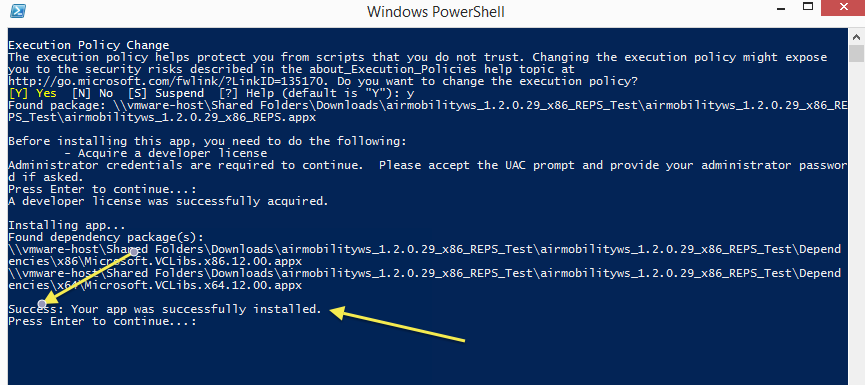 Windows PowerShell
Execution Policy Change
The execution policy helps protect you from scripts that you do not trust. Changing the execution policy might expose
you to the security risks described in the about_Execution_Policies help topic at
http://go.microsoft.com/fwlink/?LinkID=135170. Do you want to change the execution policy?
[Y] Yes  [N] No  [S] Suspend  [?] Help (default is "Y"): y
Found package: \\vmware-host\Shared Folders\Downloads\airmobilityws_1.2.0.29_x86_REPS_Test\airmobilityws_1.2.0.29_x86_RE
PS_Test\airmobilityws_1.2.0.29_x86_REPS.appx
Before installing this app, you need to do the following:
        - Acquire a developer license
Administrator credentials are required to continue.  Please accept the UAC prompt and provide your administrator passwor
d if asked.
Press Enter to continue...:
A developer license was successfully acquired.
Installing app...
Found dependency package(s):
\\vmware-host\Shared Folders\Downloads\airmobilityws_1.2.0.29_x86_REPS_Test\airmobilityws_1.2.0.29_x86_REPS_Test\Depend
encies\x86\Microsoft.VCLibs.x86.12.00.appx
\\vmware-host\Shared Folders\Downloads\airmobilityws_1.2.0.29_x86_REPS_Test\airmobilityws_1.2.0.29_x86_REPS_Test\Depend
encies\x64\Microsoft.VCLibs.x64.12.00.appx
Success: Your app was successfully installed.
Press Enter to continue...: